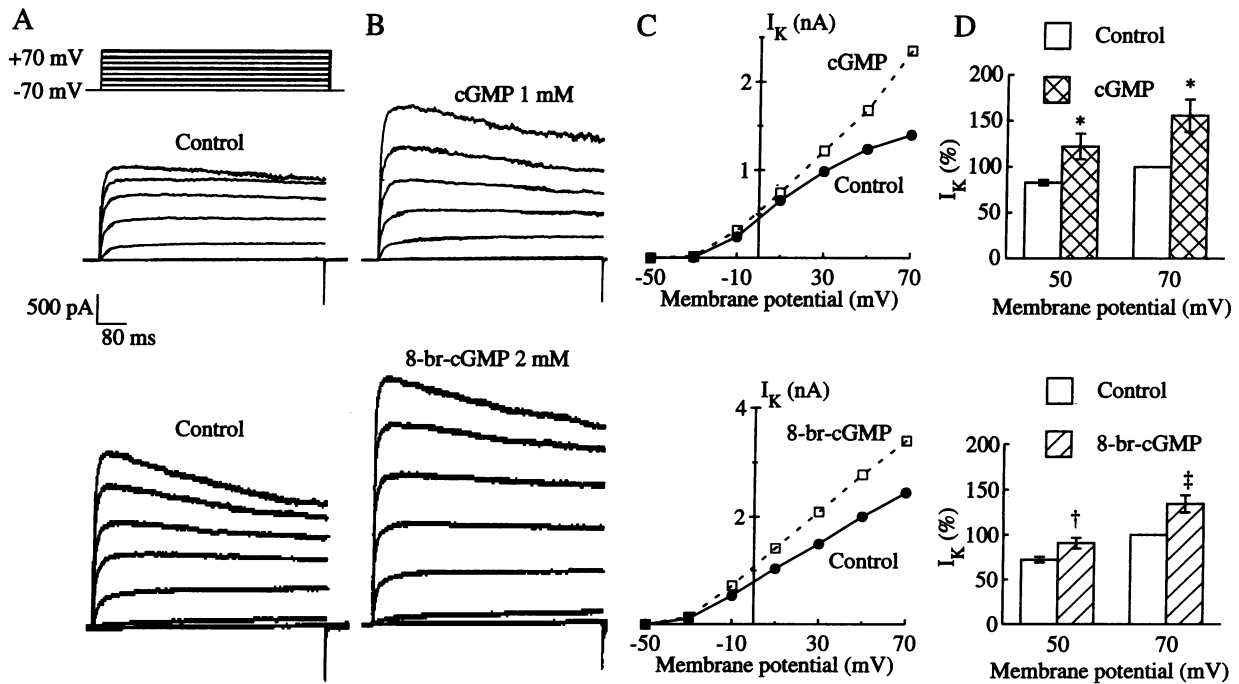 A
+70 mV
-70 mV
Control
500 pA
80 ms
Control
B
cGMP 1 mM
8-br-cGMP 2 mM
C
I_K (nA)
2
1
cGMP
Control
-50 -10 30 70
Membrane potential (mV)
I_K (nA)
4
2
8-br-cGMP
Control
-50 -10 30 70
Membrane potential (mV)
D
Control
cGMP
200
150
100
50
0
I_K (%)
* *
50 70
Membrane potential (mV)
Control
8-br-cGMP
200
150
100
50
0
I_K (%)
† ‡
50 70
Membrane potential (mV)